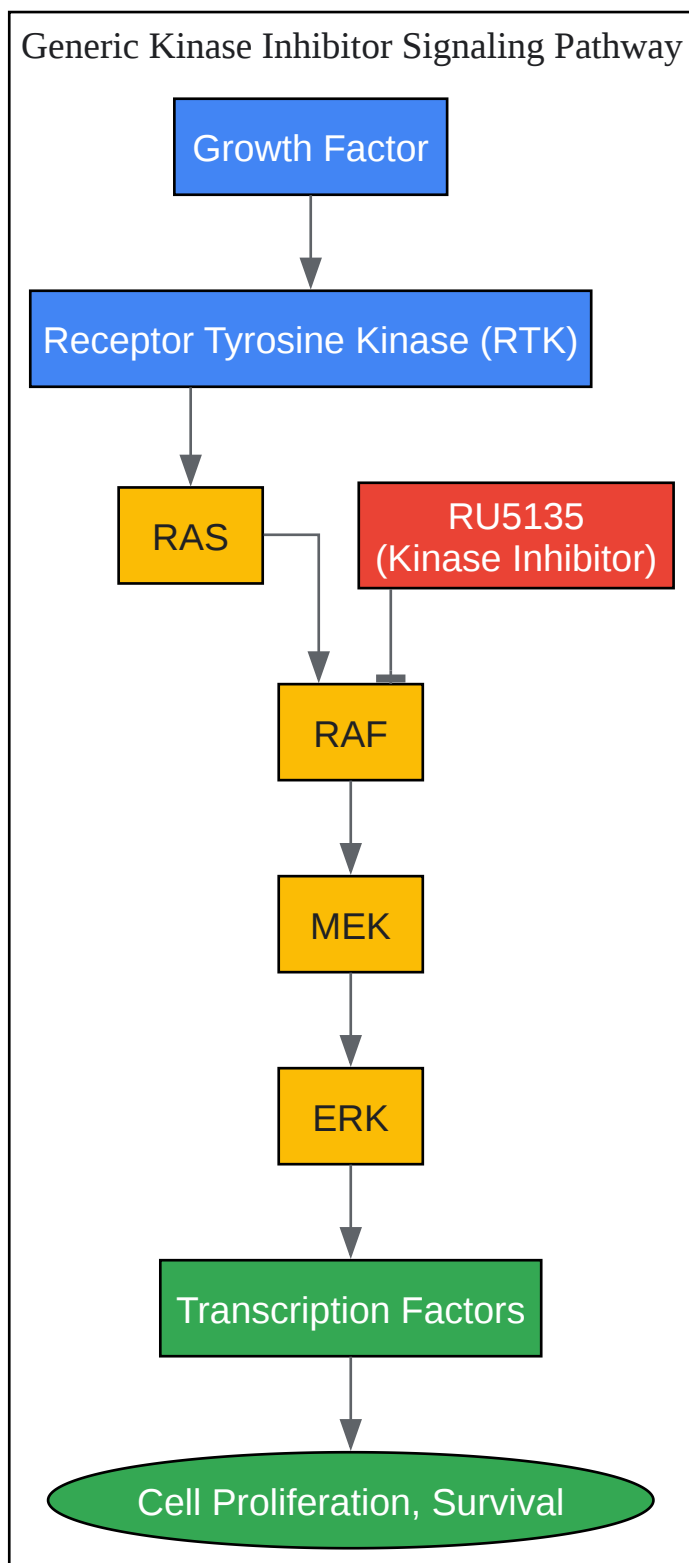 Generic Kinase Inhibitor Signaling Pathway
Growth Factor
Receptor Tyrosine Kinase (RTK)
RAS
RU5135
(Kinase Inhibitor)
RAF
MEK
ERK
Transcription Factors
Cell Proliferation, Survival